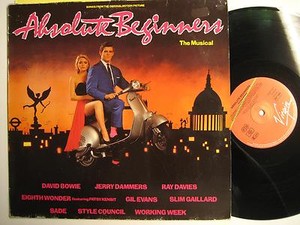 SONGS FROM THE ORIGINAL MOTION PICTURE
Absolute Beginners
The Musical
DAVID BOWIE JERRY DAMMERS RAY DAVIES
EIGHTH WONDER featuring PATSY KENSIT GIL EVANS SLIM GAILLARD
SADE STYLE COUNCIL WORKING WEEK
Virgin